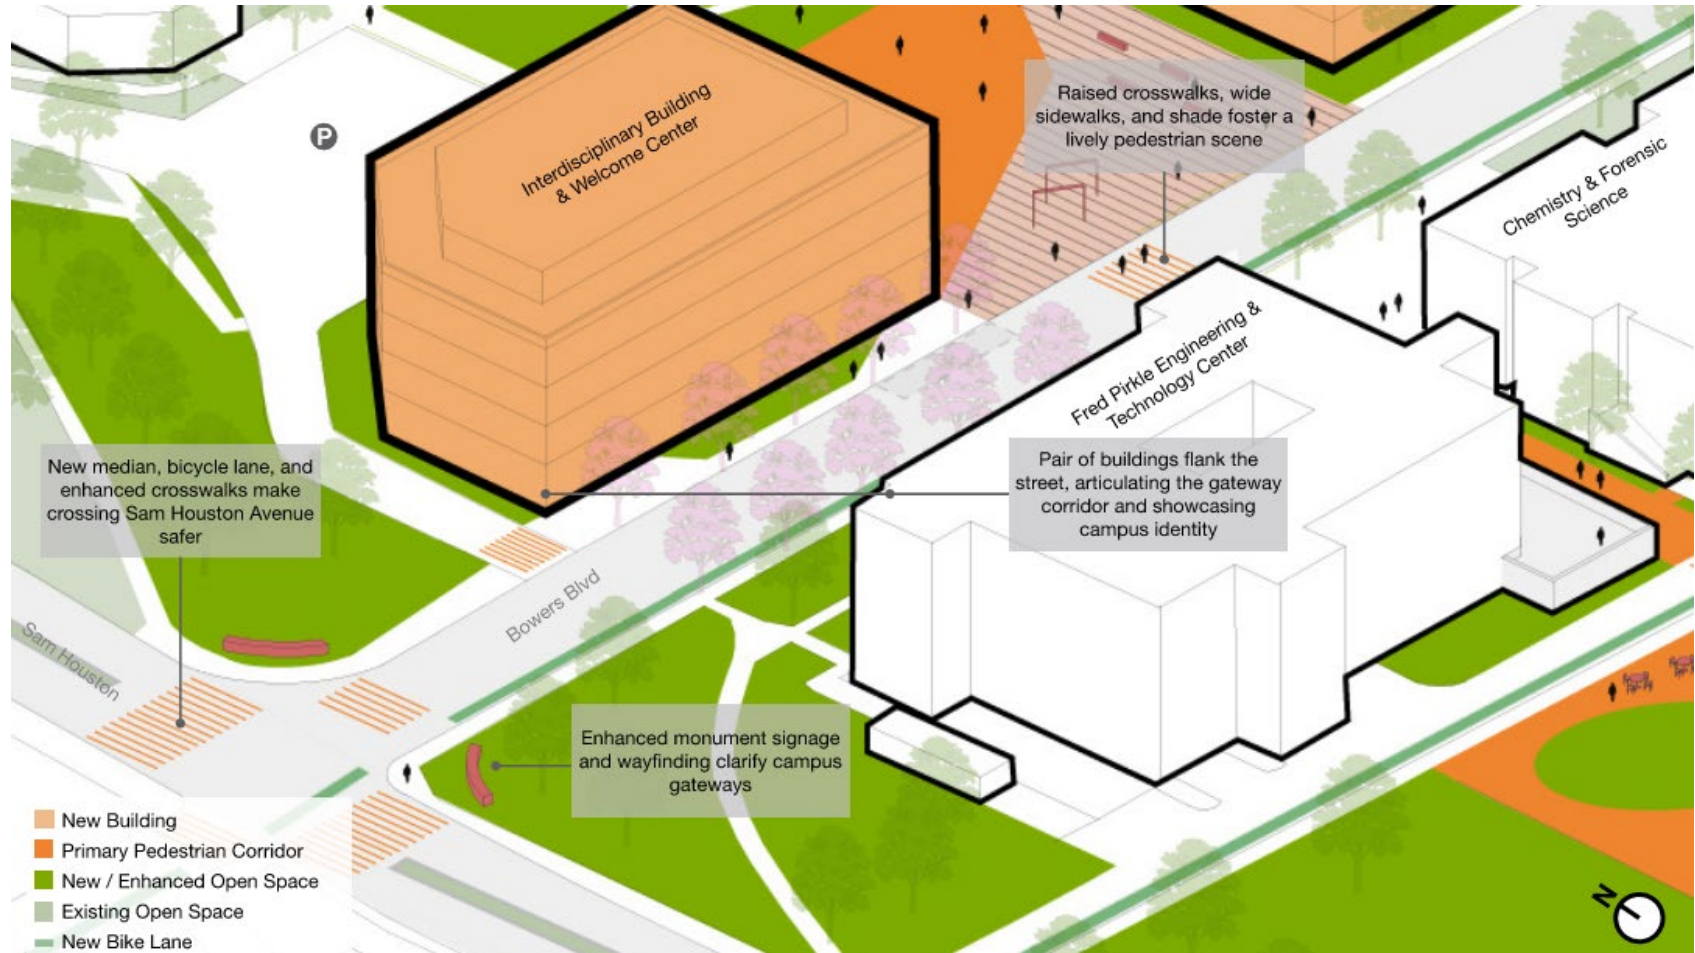 P
Interdisciplinary Building
& Welcome Center
Raised crosswalks, wide
sidewalks, and shade foster a
lively pedestrian scene
Chemistry & Forensic
Science
Fred Pirkle Engineering &
Technology Center
New median, bicycle lane, and
enhanced crosswalks make
crossing Sam Houston Avenue
safer
Pair of buildings flank the
street, articulating the gateway
corridor and showcasing
campus identity
Bowers Blvd
Sam Houston
Enhanced monument signage
and wayfinding clarify campus
gateways
New Building
Primary Pedestrian Corridor
New / Enhanced Open Space
Existing Open Space
New Bike Lane
N